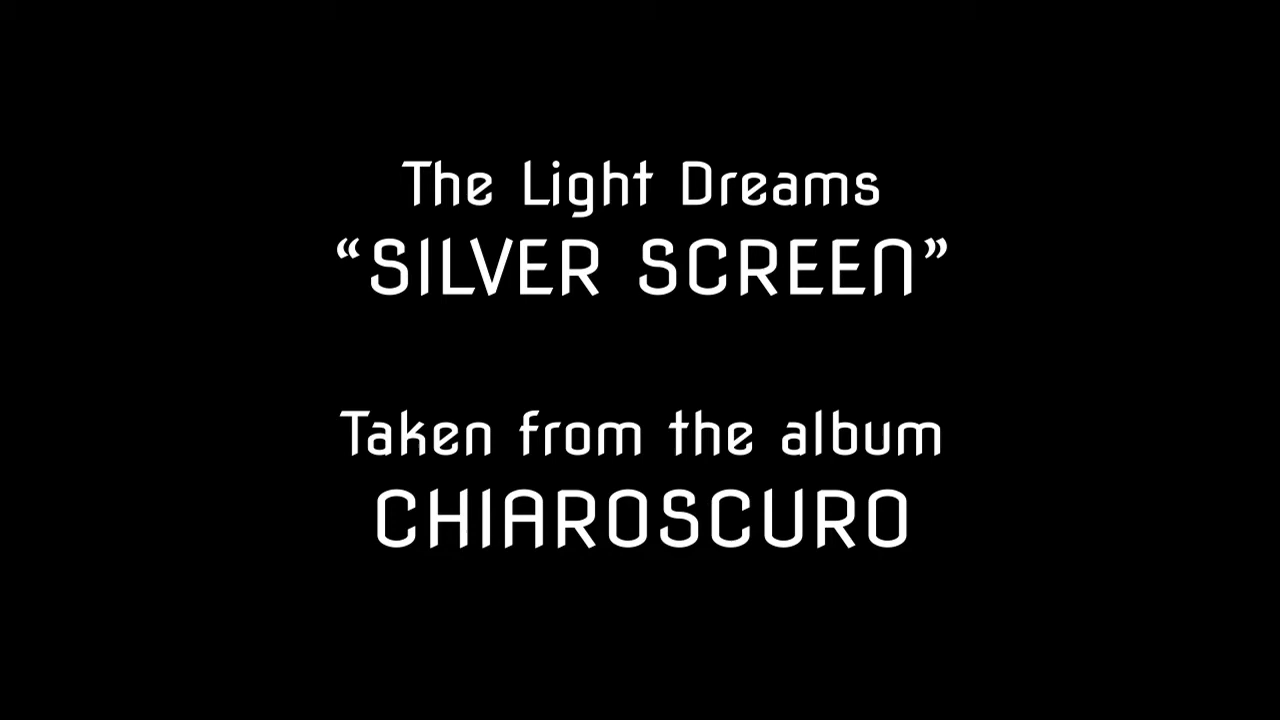 The Light Dreams
“SILVER SCREEN”
Taken from the album
CHIAROSCURO